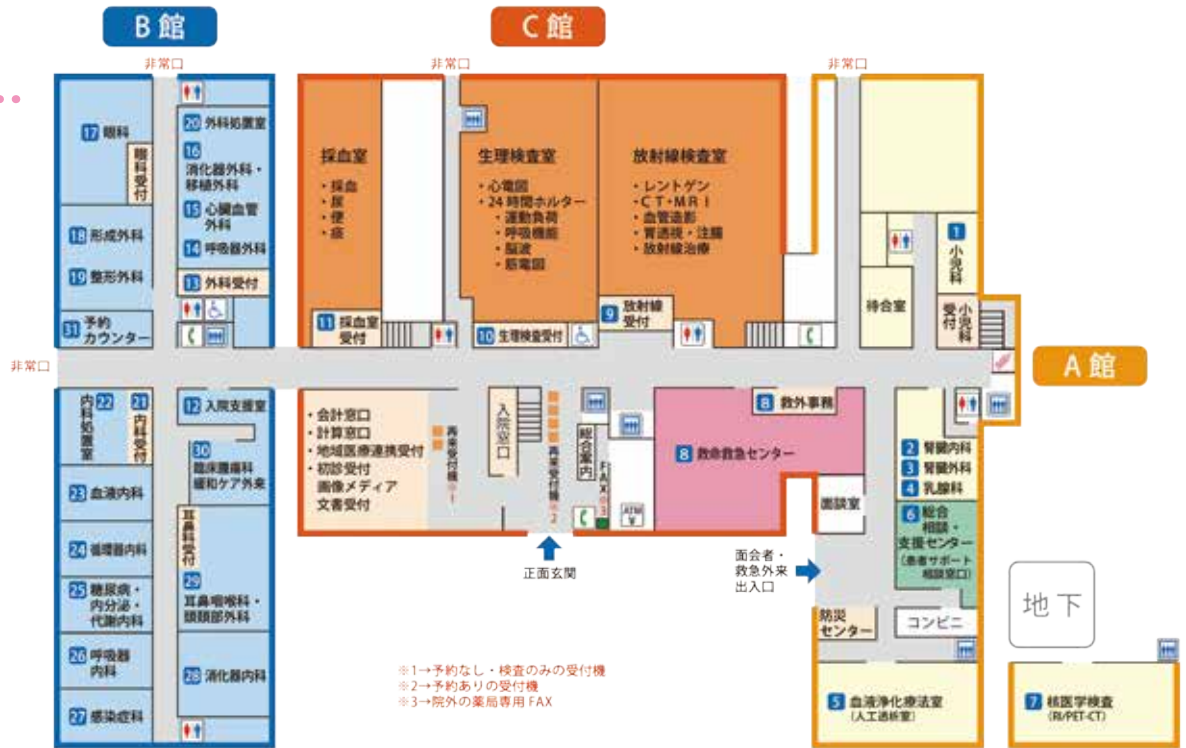 B館
C館
非常口
非常口
非常口
17 眼科
眼科受付
18 形成外科
19 整形外科
31 予約
カウンター
20 外科処置室
16
消化器外科・
移植外科
15 心臓血管
外科
14 呼吸器外科
13 外科受付
採血室
・採血
・尿
・便
・痰
11 採血室
受付
生理検査室
・心電図
・24時間ホルター
・運動負荷
・呼吸機能
・脳波
・筋電図
10 生理検査受付
放射線検査室
・レントゲン
・CT・MRI
・血管造影
・胃透視・注腸
・放射線治療
9 放射線
受付
1 小児科
待合室
小児科
受付
非常口
A館
22 内科処置室
21 内科受付
23 血液内科
24 循環器内科
25 糖尿病・
内分泌・
代謝内科
26 呼吸器
内科
27 感染症科
12 入院支援室
30
臨床腫瘍科
緩和ケア外来
耳鼻科受付
29
耳鼻咽喉科・
頭頸部外科
28 消化器内科
・会計窓口
・計算窓口
・地域医療連携受付
・初診受付
画像メディア
文書受付
再来受付機※1
入院窓口
再来受付機※2
総合案内
FAX※3
ATM
8 救外事務
8 救命救急センター
面談室
2 腎臓内科
3 腎臓外科
4 乳腺科
6 総合
相談・
支援センター
(患者サポート
相談窓口)
正面玄関
面会者・
救急外来
出入口
防災
センター
コンビニ
地下
5 血液浄化療法室
(人工透析室)
7 核医学検査
(RI/PET-CT)
※1→予約なし・検査のみの受付機
※2→予約ありの受付機
※3→院外の薬局専用 FAX